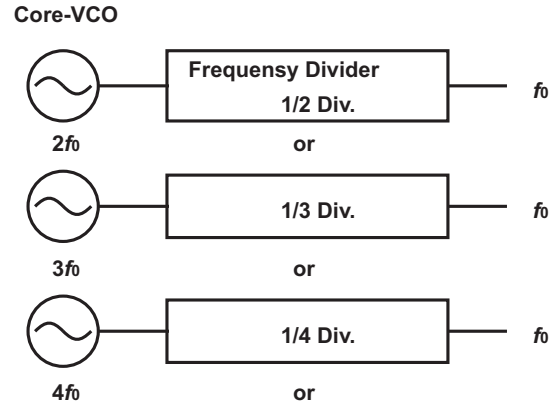 Core-VCO
Frequensy Divider
1/2 Div.
f0
2f0
or
1/3 Div.
f0
3f0
or
1/4 Div.
f0
4f0
or